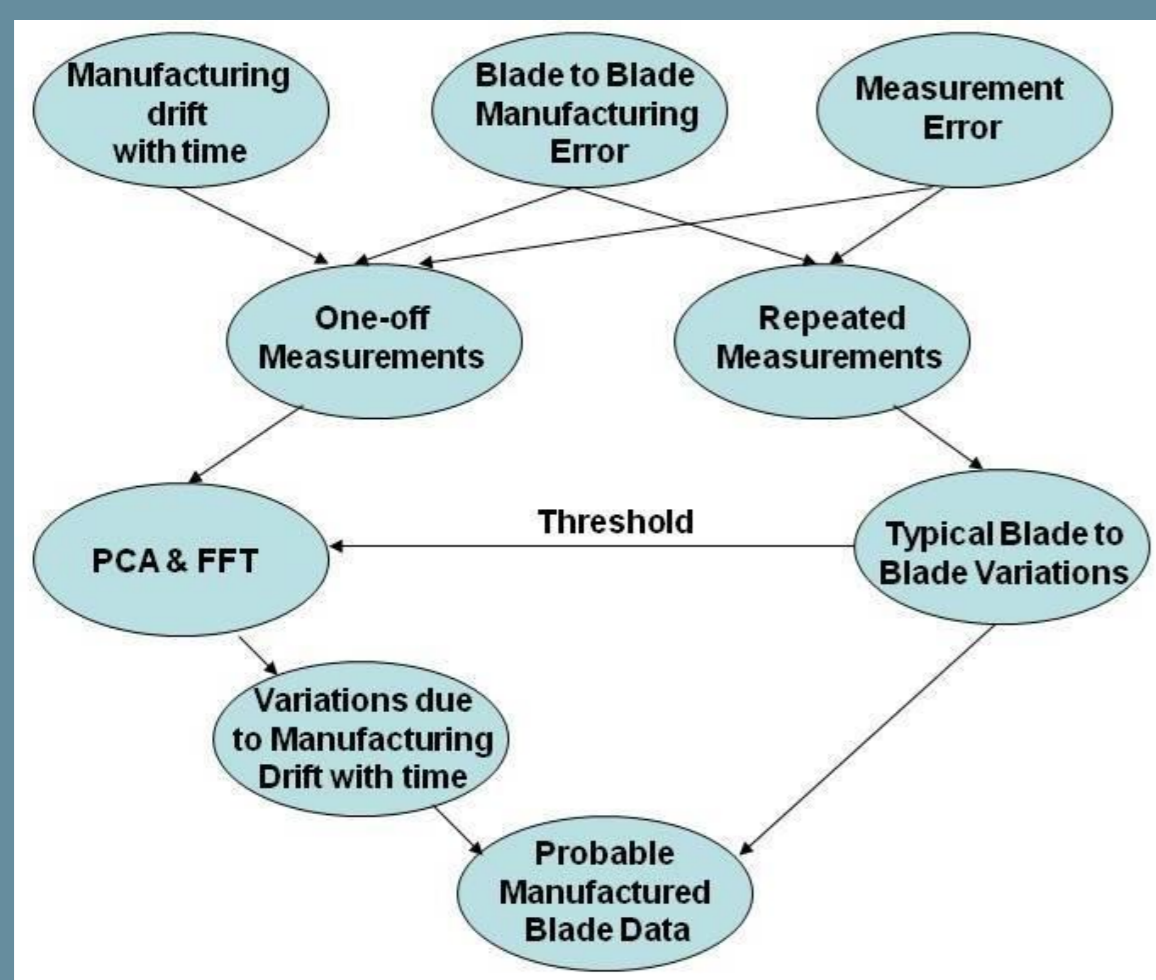 Manufacturing
drift
with time
Blade to Blade
Manufacturing
Error
Measurement
Error
One-off
Measurements
Repeated
Measurements
PCA & FFT
Threshold
Typical Blade to
Blade Variations
Variations due
to Manufacturing
Drift with time
Probable
Manufactured
Blade Data